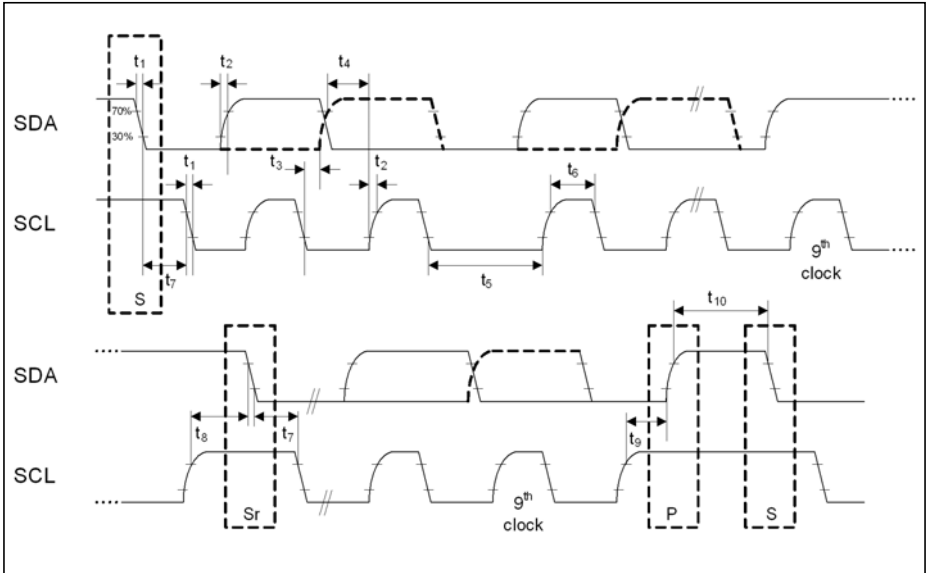 t1 t2 t4
70%
SDA
30%
t1 t3 t2 t6
SCL
t7 t5 9th
S clock
t10
SDA
t8 t7 t9
SCL
9th
Sr clock P S